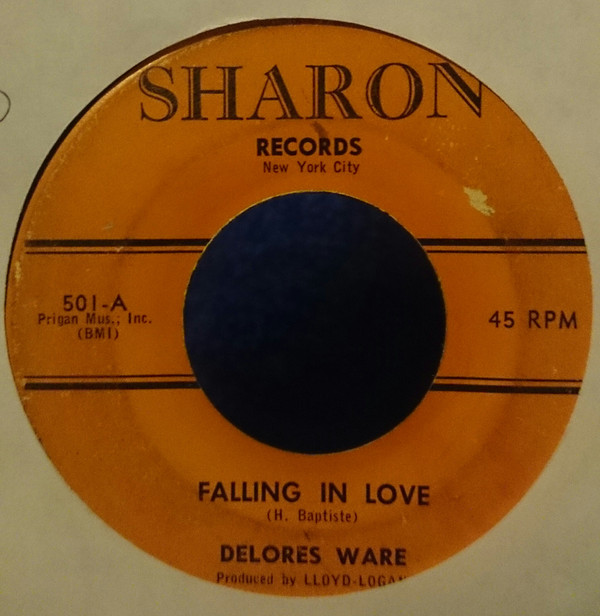 SHARON
RECORDS
New York City
501-A
Prigan Mus., Inc.
(BMI)
45 RPM
FALLING IN LOVE
(H. Baptiste)
DELORES WARE
Produced by LLOYD-LOGAN